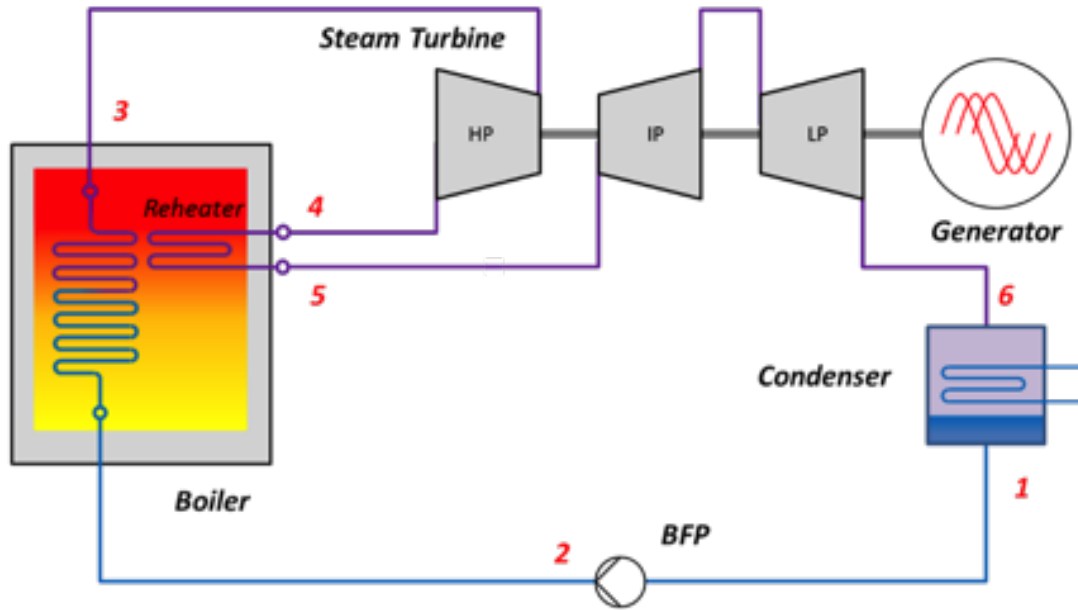 Steam Turbine
3
HP
IP
LP
Reheater
4
Generator
5
6
Condenser
1
Boiler
BFP
2